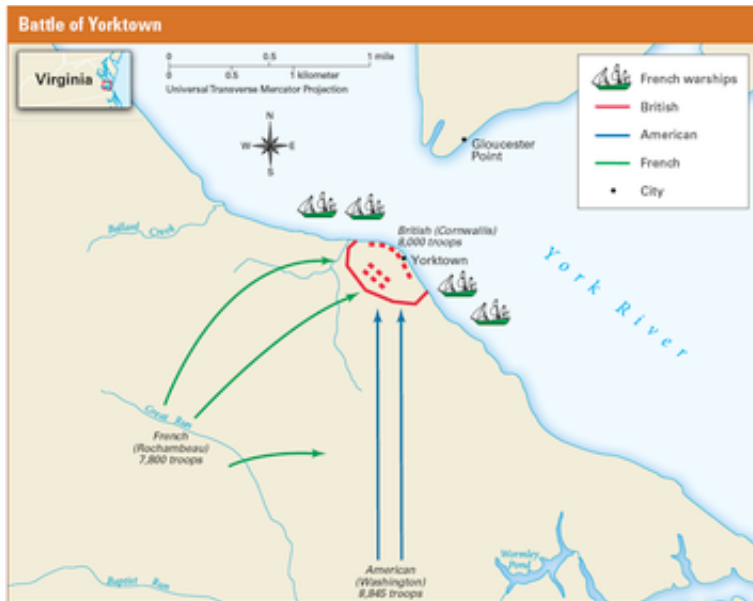 Battle of Yorktown
Virginia
0 0.5 1 mile
0 0.5 1 kilometer
Universal Transverse Mercator Projection
N
W E
S
French warships
British
American
French
City
Gloucester
Point
Ballard Creek
British (Cornwallis)
8,000 troops
Yorktown
York River
Great Run
French
(Rochambeau)
7,800 troops
Wormley
Pond
American
(Washington)
8,845 troops
Baptist Run